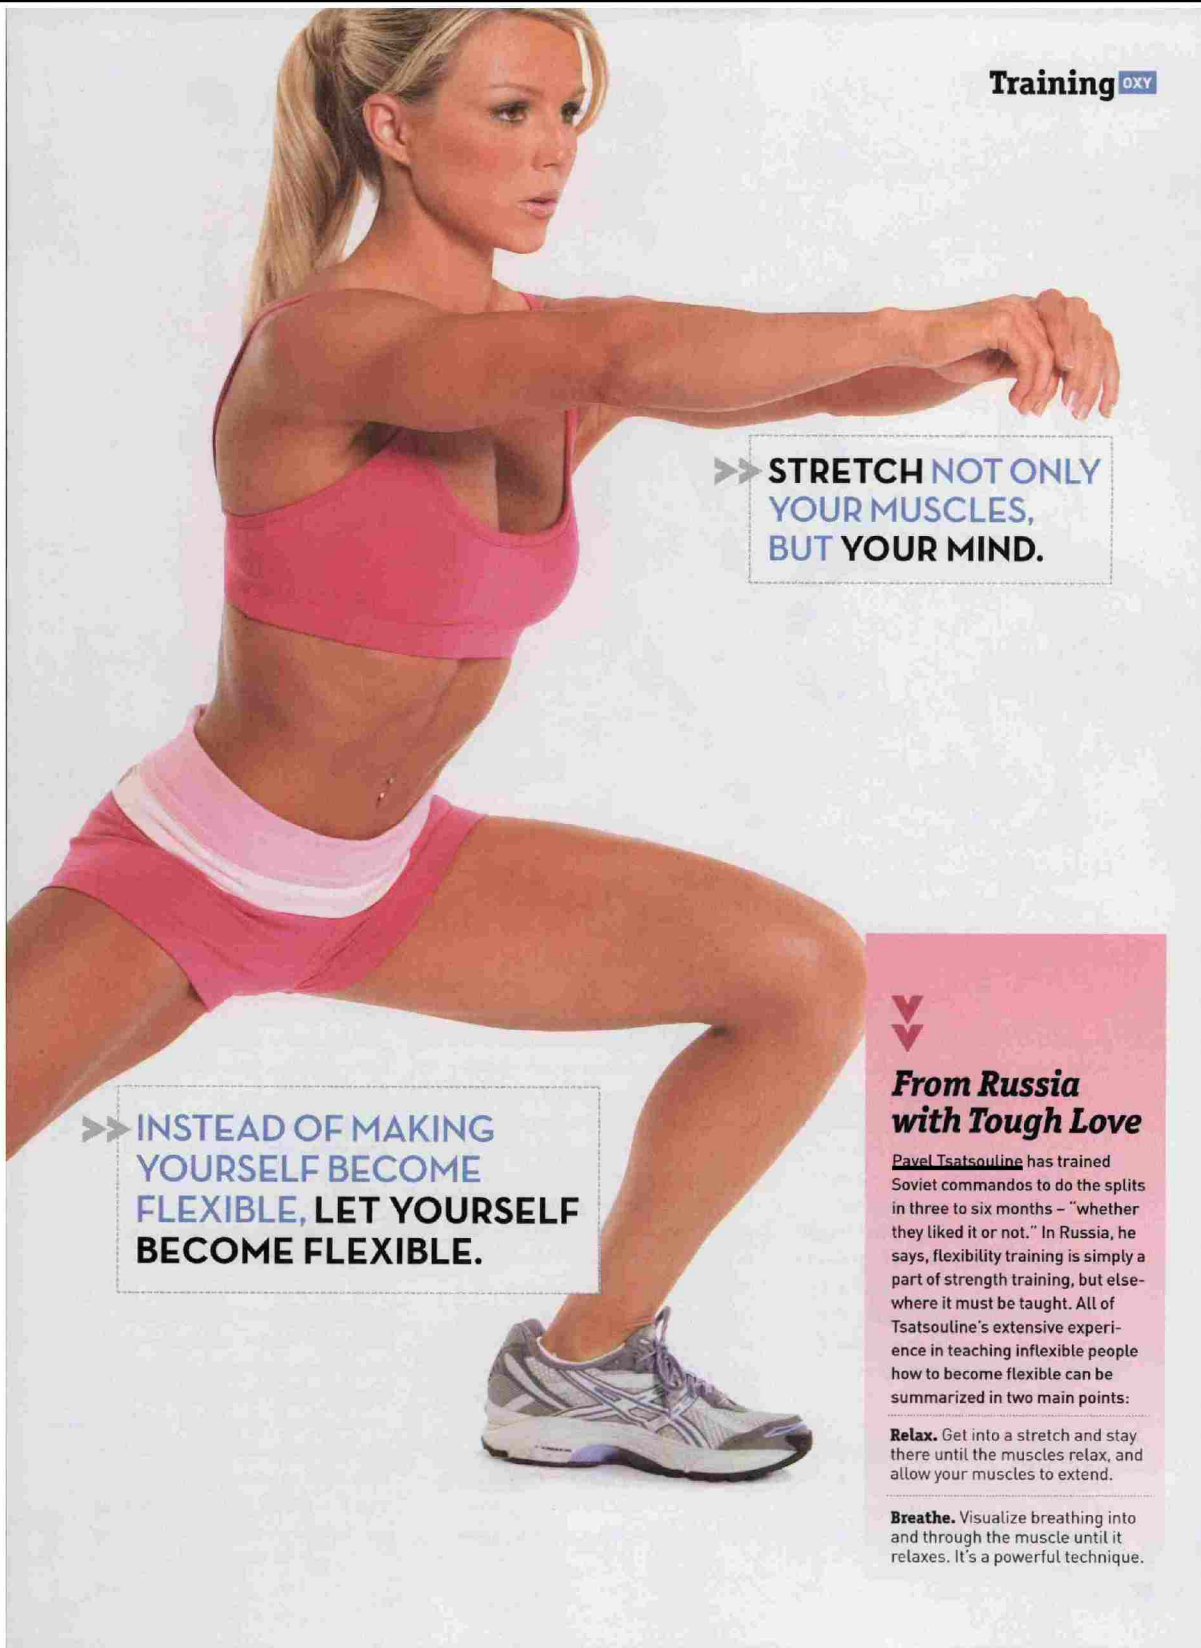 Training OXY
>> STRETCH NOT ONLY
YOUR MUSCLES,
BUT YOUR MIND.
>> INSTEAD OF MAKING
YOURSELF BECOME
FLEXIBLE, LET YOURSELF
BECOME FLEXIBLE.
From Russia
with Tough Love
Pavel Tsatsouline has trained
Soviet commandos to do the splits
in three to six months – "whether
they liked it or not." In Russia, he
says, flexibility training is simply a
part of strength training, but else-
where it must be taught. All of
Tsatsouline's extensive experi-
ence in teaching inflexible people
how to become flexible can be
summarized in two main points:
Relax. Get into a stretch and stay
there until the muscles relax, and
allow your muscles to extend.
Breathe. Visualize breathing into
and through the muscle until it
relaxes. It's a powerful technique.